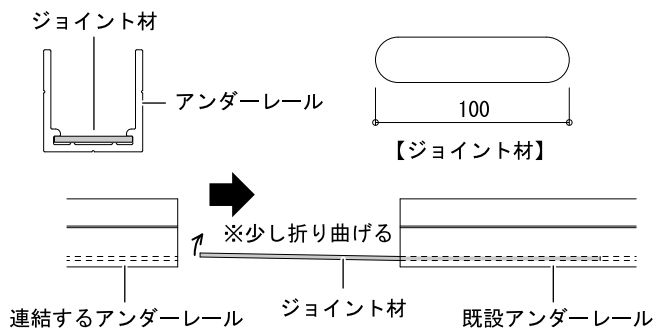 ジョイント材
アンダーレール
100
【ジョイント材】
※少し折り曲げる
ジョイント材
連結するアンダーレール
既設アンダーレール